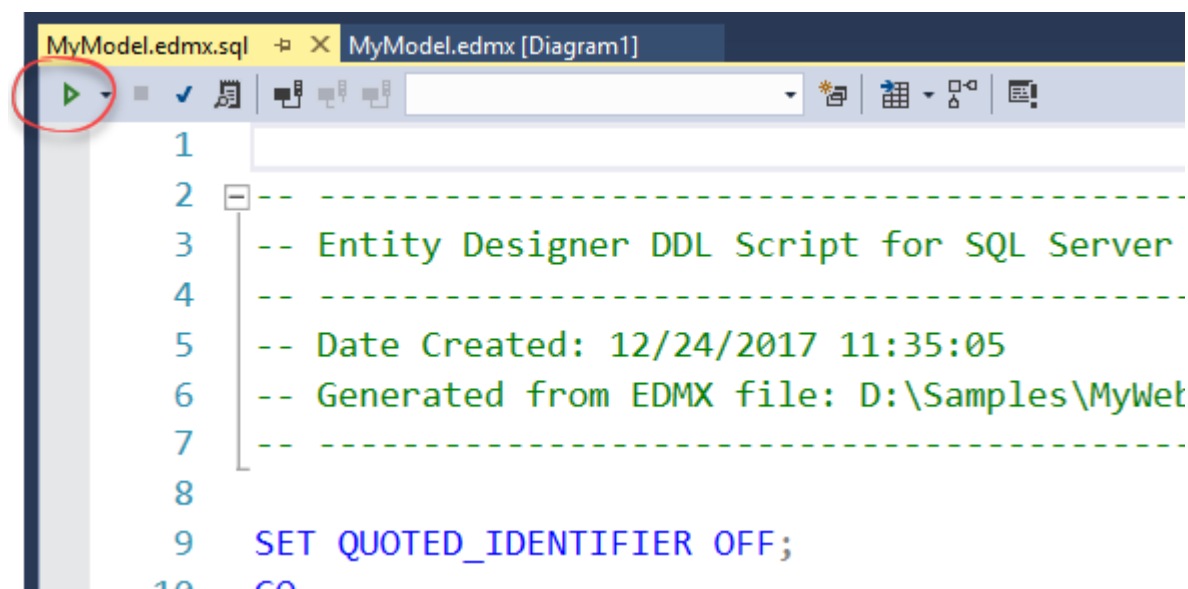 MyModel.edmx.sql MyModel.edmx [Diagram1]
1
2 -- -----------------------------------------
3 -- Entity Designer DDL Script for SQL Server
4 -- -----------------------------------------
5 -- Date Created: 12/24/2017 11:35:05
6 -- Generated from EDMX file: D:\Samples\MyWeb
7 -- -----------------------------------------
8
9 SET QUOTED_IDENTIFIER OFF;
10 GO